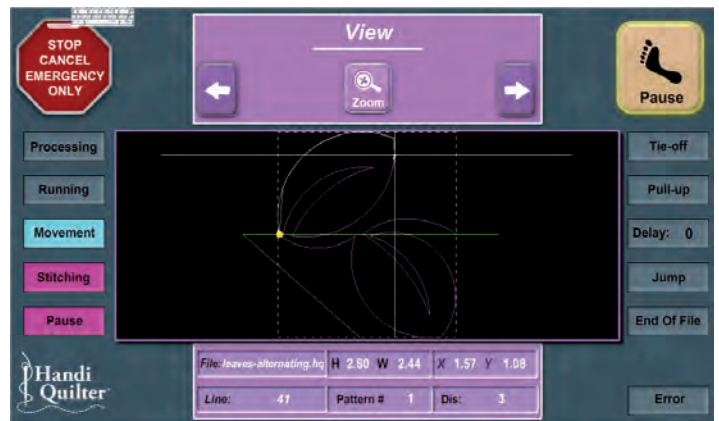 STOP
CANCEL
EMERGENCY
ONLY
View
Zoom
Pause
Processing
Running
Movement
Stitching
Pause
Tie-off
Pull-up
Delay: 0
Jump
End Of File
Error
File:leaves-alternating.hq H 2.80 W 2.44 X 1.57 Y 1.08
Line: 41 Pattern # 1 Dis: 3
Handi
Quilter